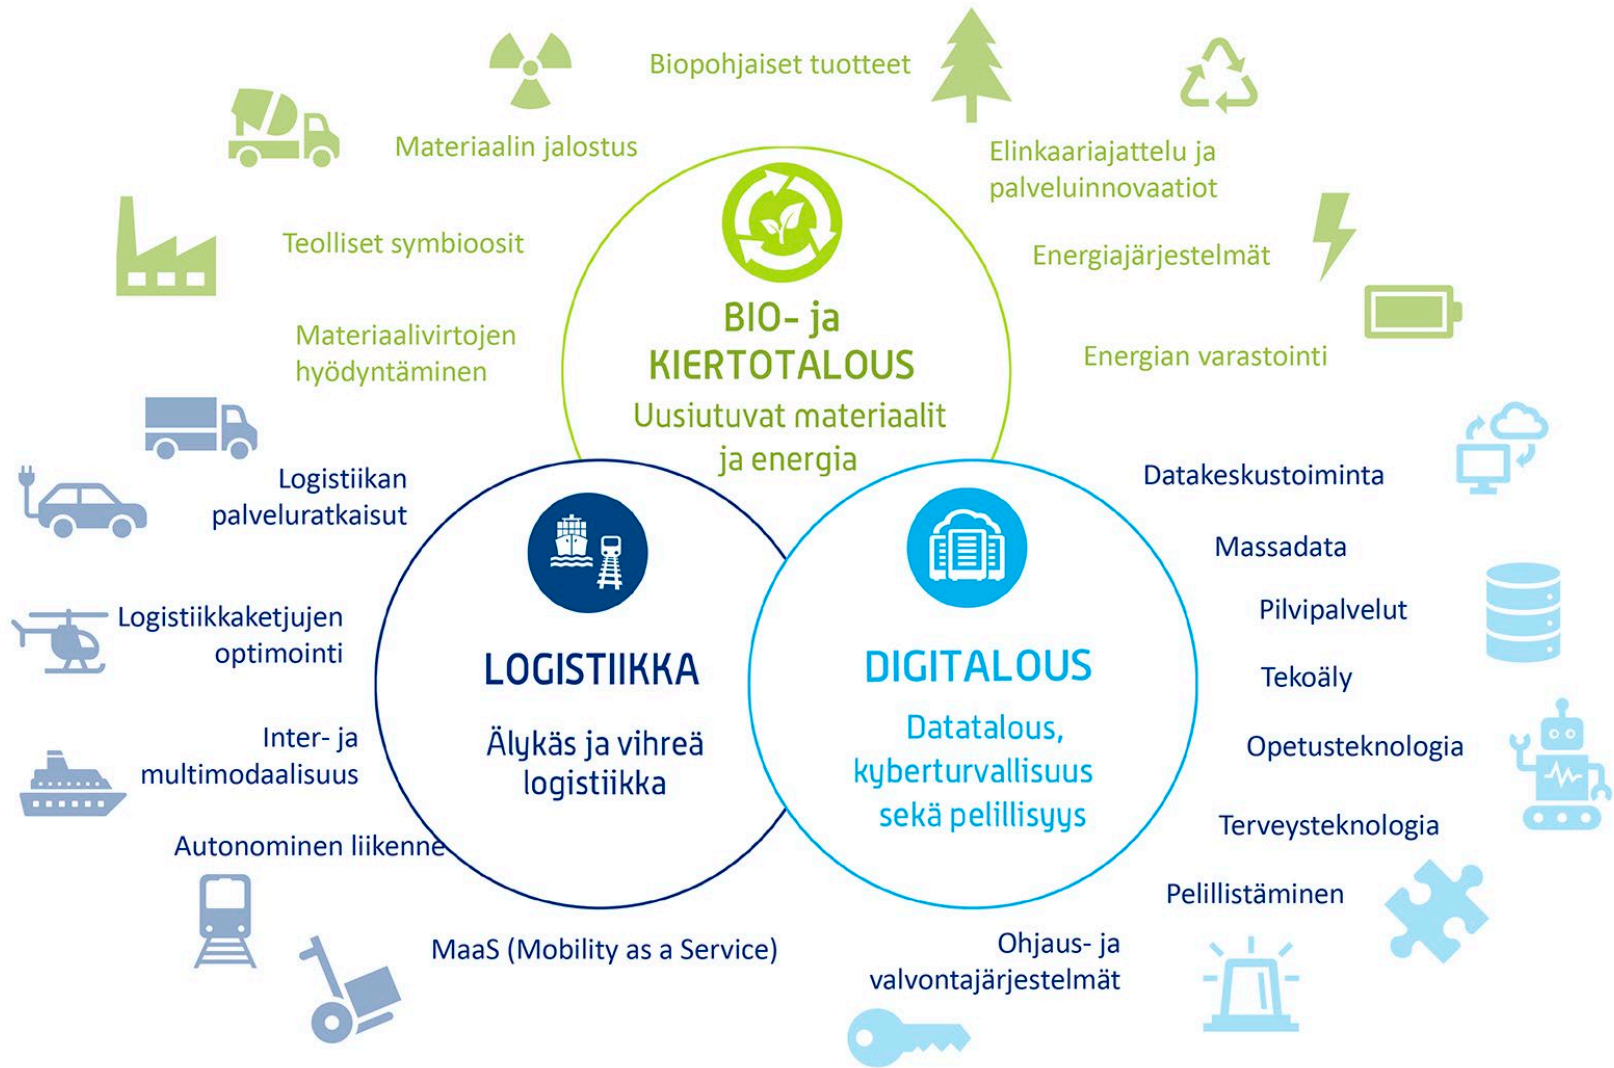 Biopohjaiset tuotteet
Materiaalin jalostus
Elinkaariajattelu ja
palveluinnovaatiot
Teolliset symbioosit
Energiajärjestelmät
Materiaalivirtojen
hyödyntäminen
Energian varastointi
BIO- ja
KIERTOTALOUS
Uusiutuvat materiaalit
ja energia
Logistiikan
palveluratkaisut
Logistiikkaketjujen
optimointi
Inter- ja
multimodaalisuus
Autonominen liikenne
MaaS (Mobility as a Service)
LOGISTIIKKA
Älykäs ja vihreä
logistiikka
DIGITALOUS
Datatalous,
kyberturvallisuus
sekä pelillisyys
Datakeskustoiminta
Massadata
Pilvipalvelut
Tekoäly
Opetusteknologia
Terveysteknologia
Pelillistäminen
Ohjaus- ja
valvontajärjestelmät